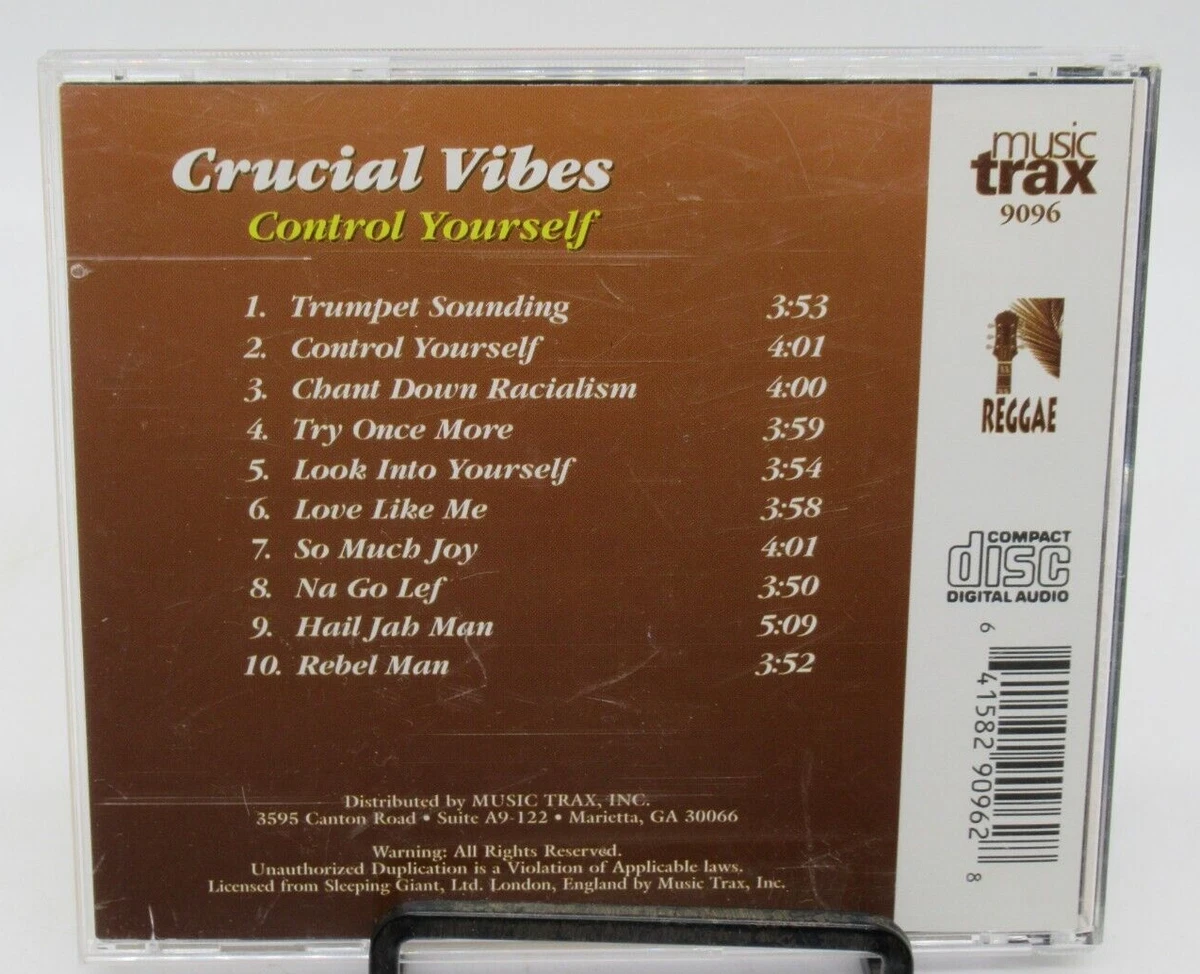 Crucial Vibes
Control Yourself
1. Trumpet Sounding 3:53
2. Control Yourself 4:01
3. Chant Down Racialism 4:00
4. Try Once More 3:59
5. Look Into Yourself 3:54
6. Love Like Me 3:58
7. So Much Joy 4:01
8. Na Go Lef 3:50
9. Hail Jah Man 5:09
10. Rebel Man 3:52
Distributed by MUSIC TRAX, INC.
3595 Canton Road • Suite A9-122 • Marietta, GA 30066
Warning: All Rights Reserved.
Unauthorized Duplication is a Violation of Applicable laws.
Licensed from Sleeping Giant, Ltd. London, England by Music Trax, Inc.
music
trax
9096
REGGAE
COMPACT
disc
DIGITAL AUDIO
6 41582 90962 8